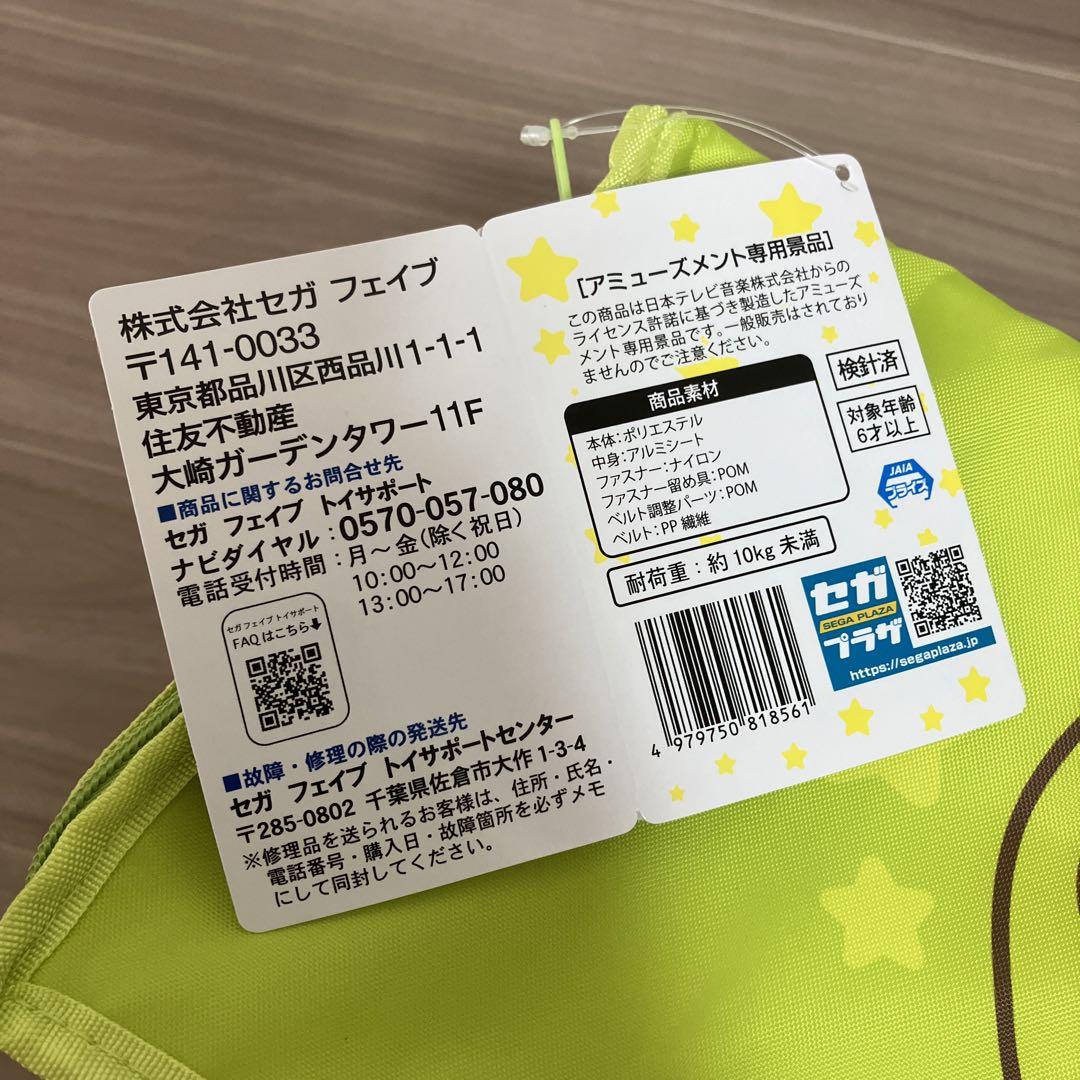 株式会社セガ フェイブ
〒141-0033
東京都品川区西品川1-1-1
住友不動産
大崎ガーデンタワー11F
■商品に関するお問合せ先
セガ フェイブ トイサポート
ナビダイヤル:0570-057-080
電話受付時間:月～金(除く祝日)
10:00～12:00
13:00～17:00
セガ フェイブ トイサポート
FAQはこちら
■故障・修理の際の発送先
セガ フェイブ トイサポートセンター
〒285-0802 千葉県佐倉市大作 1-3-4
※修理品を送られるお客様は、住所・氏名・
電話番号・購入日・故障箇所を必ずメモ
にして同封してください。
[アミューズメント専用景品]
この商品は日本テレビ音楽株式会社からの
ライセンス許諾に基づき製造したアミューズ
メント専用景品です。一般販売はされており
ませんのでご注意ください。
商品素材
本体:ポリエステル
中身:アルミシート
ファスナー:ナイロン
ファスナー留め具:POM
ベルト調整パーツ:POM
ベルト:PP 繊維
耐荷重:約10kg未満
検針済
対象年齢
6才以上
JAIA
プライズ
セガ
SEGA PLAZA
プラザ
https://segaplaza.jp
4 979750 818561